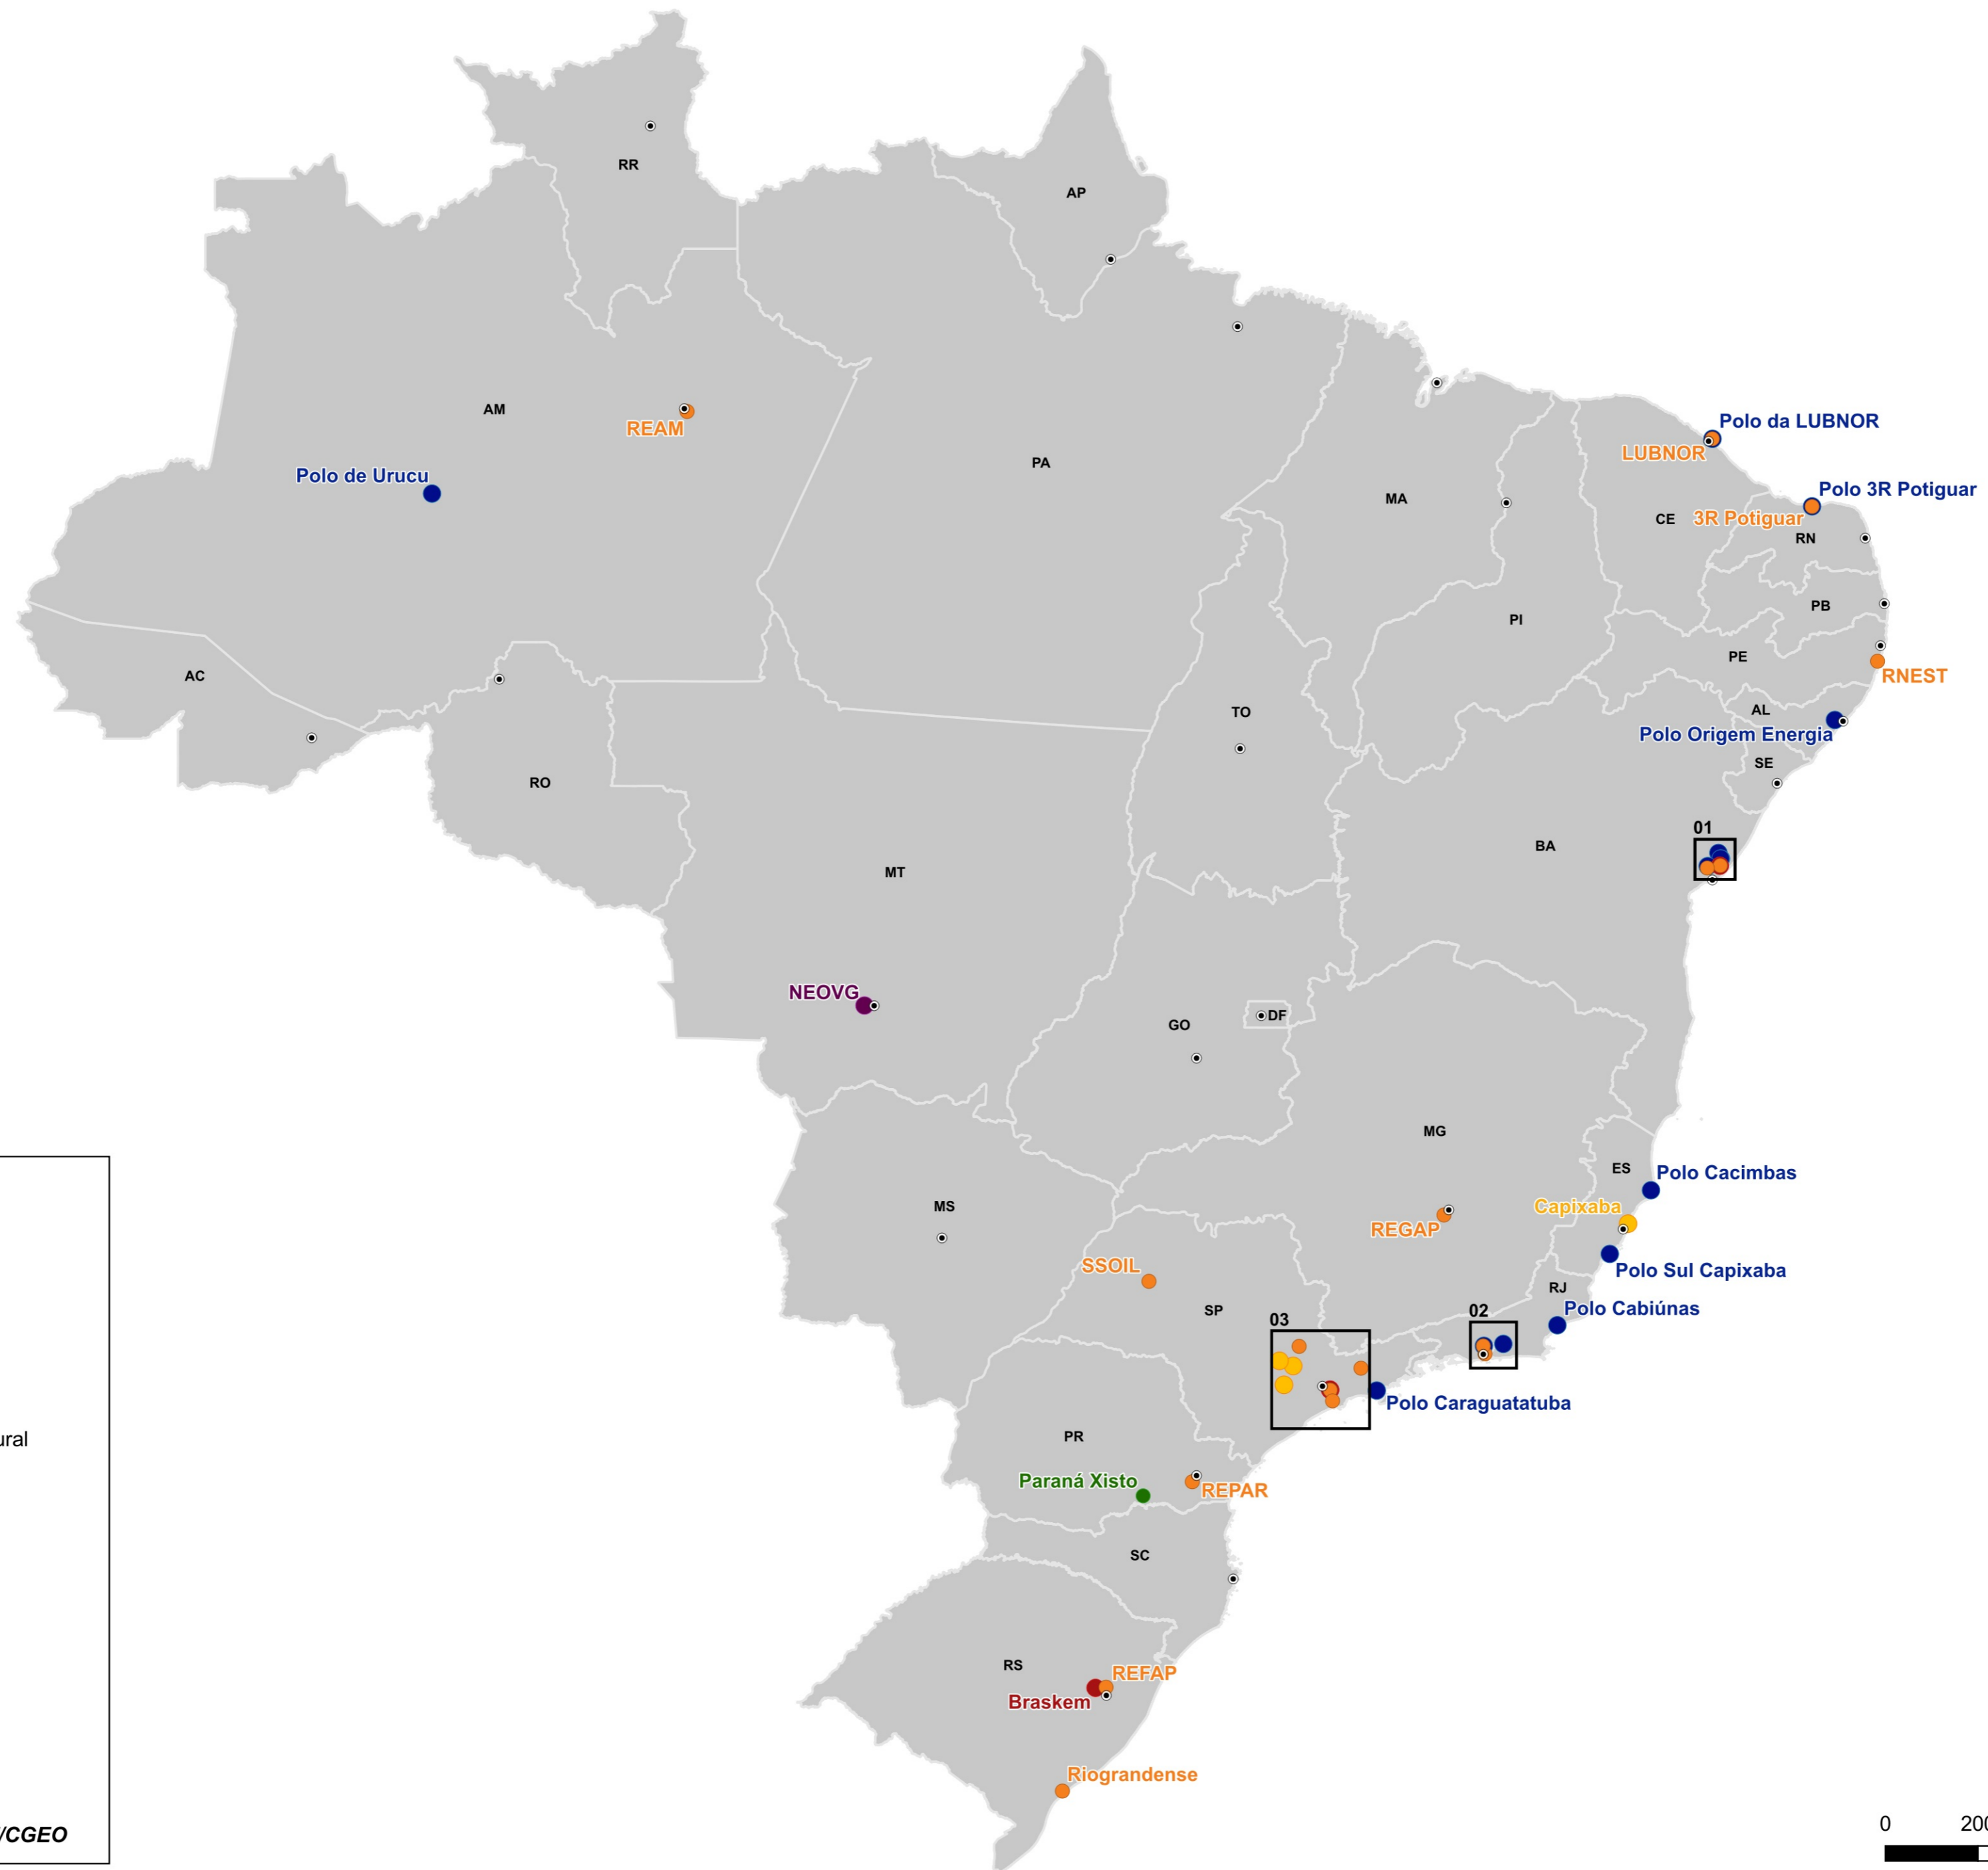 RR
AP
AM
REAM
Polo de Urucu
PA
Polo da LUBNOR
LUBNOR
MA
CE
Polo 3R Potiguar
3R Potiguar
RN
PB
PI
PE
RNEST
AC
TO
AL
Polo Origem Energia
SE
RO
01
BA
MT
NEOVG
GO
DF
MG
ES
Polo Cacimbas
MS
Capixaba
REGAP
SSOIL
Polo Sul Capixaba
RJ
SP
Polo Cabiúnas
02
03
Polo Caraguatatuba
ural
PR
Paraná Xisto
REPAR
SC
RS
REFAP
Braskem
Riograndense
/CGEO
0 200